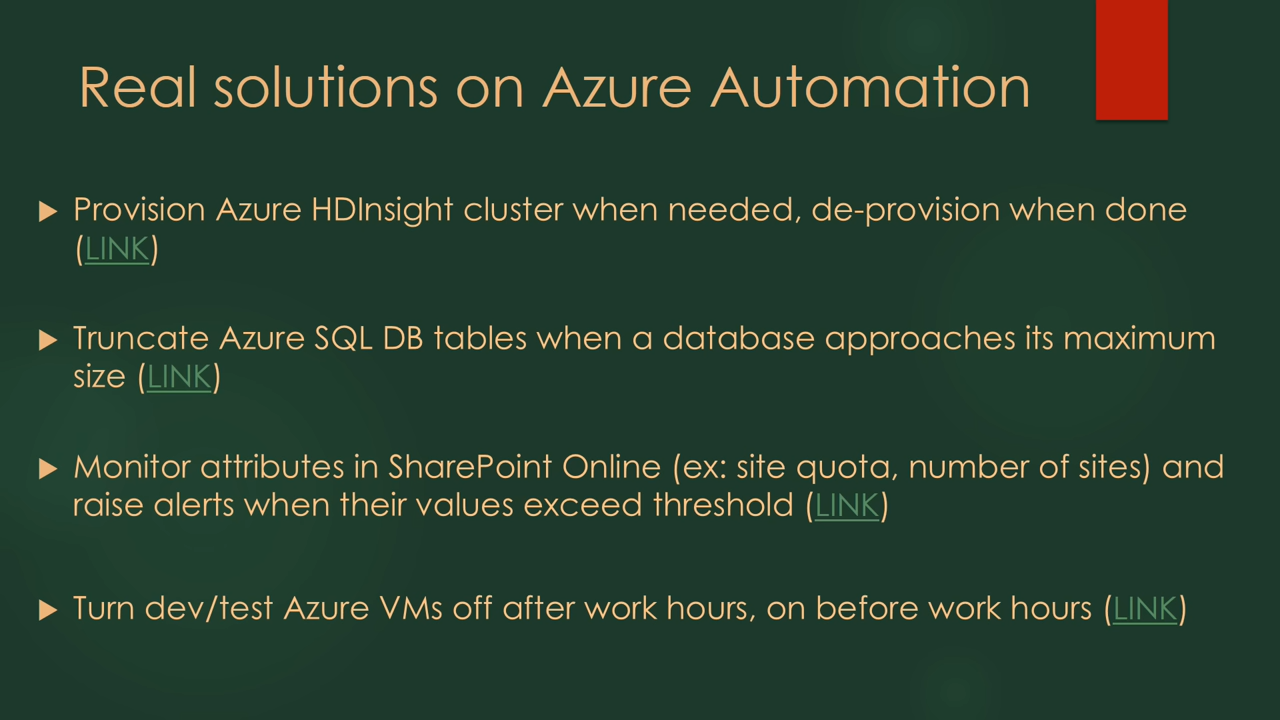 Real solutions on Azure Automation
Provision Azure HDInsight cluster when needed, de-provision when done
(LINK)
Truncate Azure SQL DB tables when a database approaches its maximum
size (LINK)
Monitor attributes in SharePoint Online (ex: site quota, number of sites) and
raise alerts when their values exceed threshold (LINK)
Turn dev/test Azure VMs off after work hours, on before work hours (LINK)